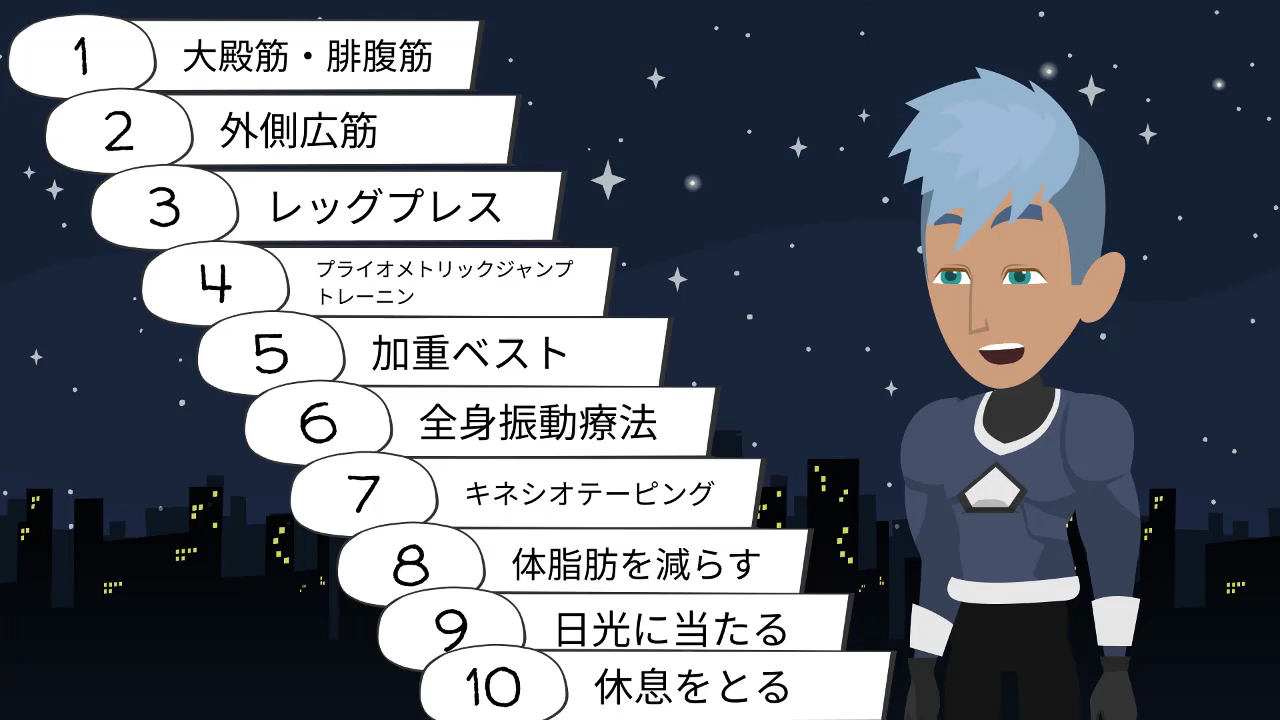 1 大殿筋・腓腹筋
2 外側広筋
3 レッグプレス
4 プライオメトリックジャンプ
トレーニン
5 加重ベスト
6 全身振動療法
7 キネシオテーピング
8 体脂肪を減らす
9 日光に当たる
10 休息をとる